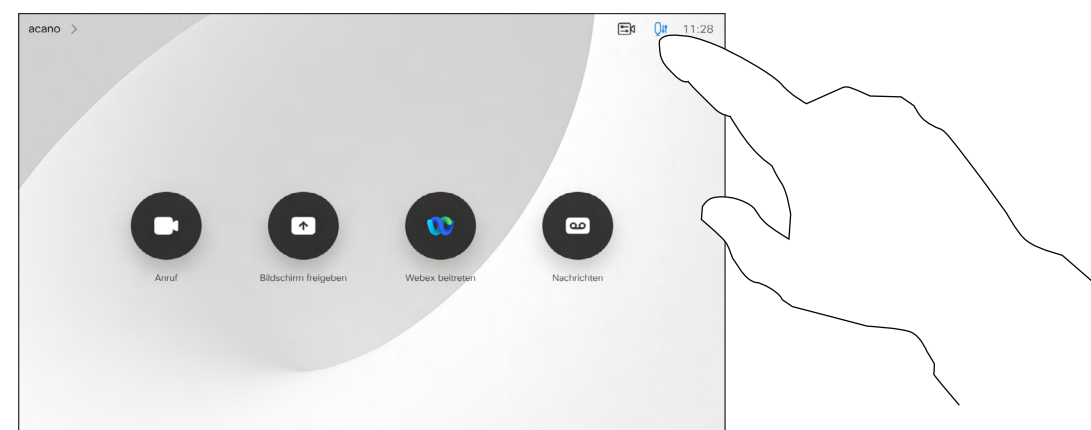 acano
11:28
Anruf
Bildschirm freigeben
Webex beitreten
Nachrichten